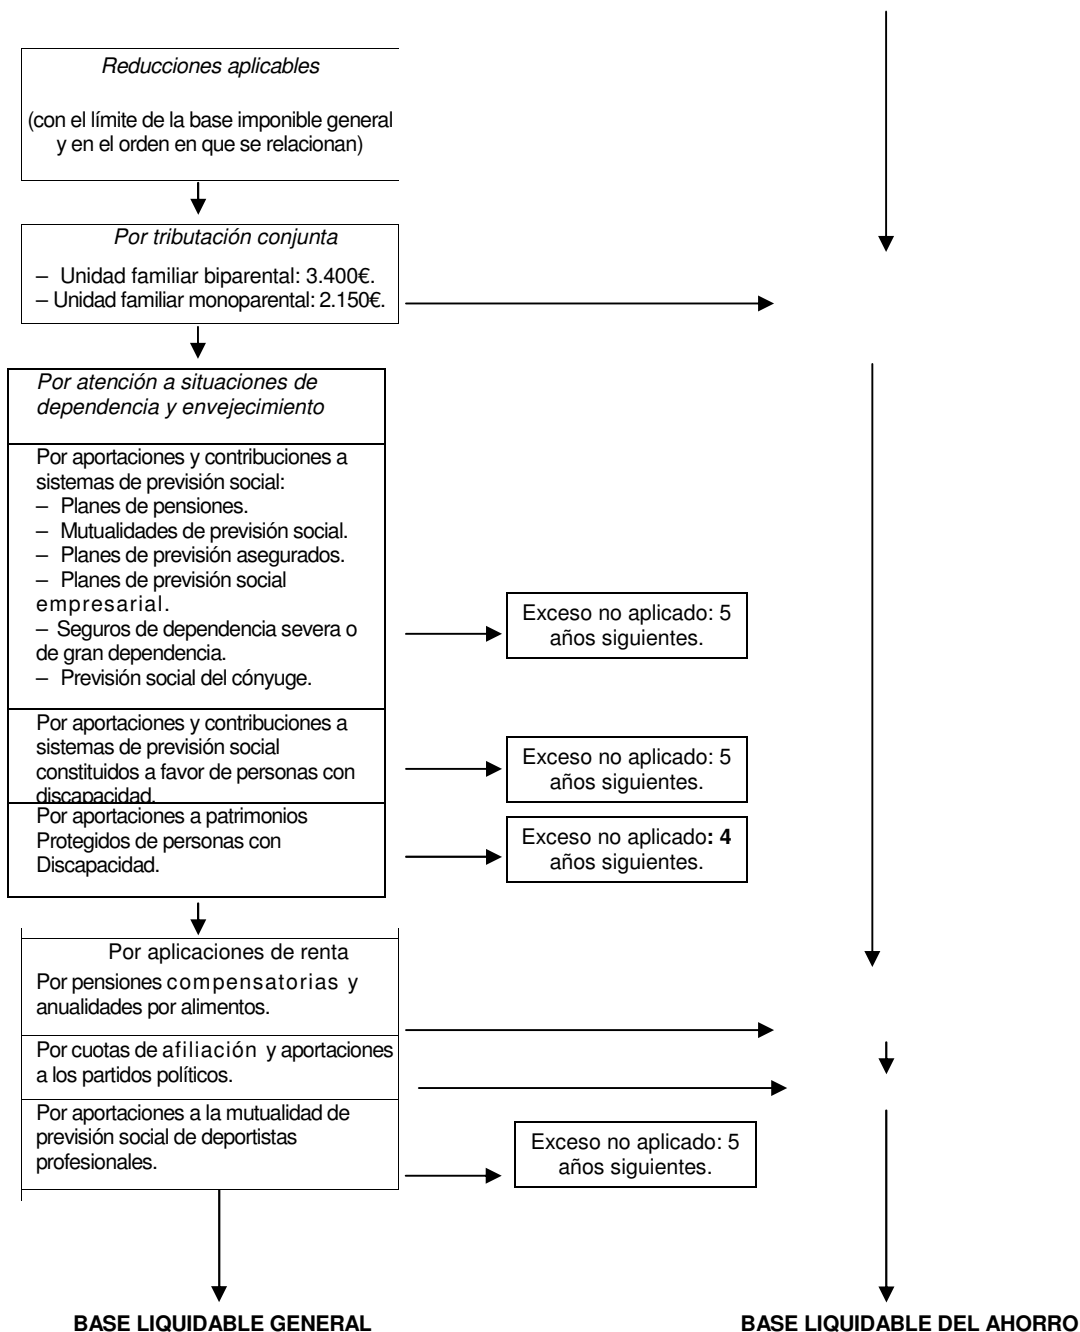 Reducciones aplicables
(con el límite de la base imponible general
y en el orden en que se relacionan)
Por tributación conjunta
– Unidad familiar biparental: 3.400€.
– Unidad familiar monoparental: 2.150€.
Por atención a situaciones de
dependencia y envejecimiento
Por aportaciones y contribuciones a
sistemas de previsión social:
– Planes de pensiones.
– Mutualidades de previsión social.
– Planes de previsión asegurados.
– Planes de previsión social
empresarial.
– Seguros de dependencia severa o
de gran dependencia.
– Previsión social del cónyuge.
Exceso no aplicado: 5
años siguientes.
Por aportaciones y contribuciones a
sistemas de previsión social
constituidos a favor de personas con
discapacidad.
Exceso no aplicado: 5
años siguientes.
Por aportaciones a patrimonios
Protegidos de personas con
Discapacidad.
Exceso no aplicado: 4
años siguientes.
Por aplicaciones de renta
Por pensiones compensatorias y
anualidades por alimentos.
Por cuotas de afiliación y aportaciones
a los partidos políticos.
Por aportaciones a la mutualidad de
previsión social de deportistas
profesionales.
Exceso no aplicado: 5
años siguientes.
BASE LIQUIDABLE GENERAL
BASE LIQUIDABLE DEL AHORRO